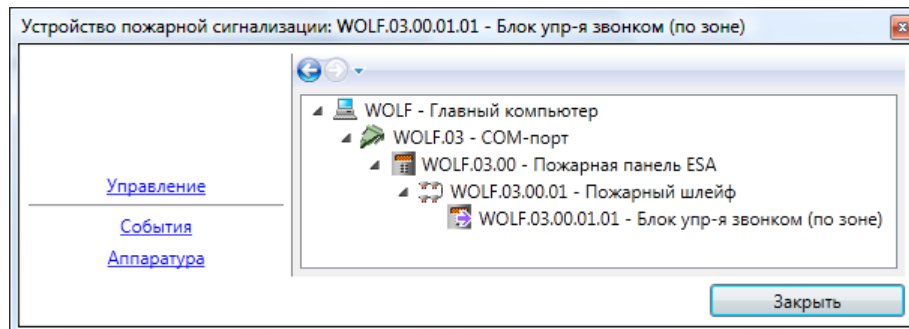 Устройство пожарной сигнализации: WOLF.03.00.01.01 - Блок упр-я звонком (по зоне)
Управление
События
Аппаратура
WOLF - Главный компьютер
WOLF.03 - COM-порт
WOLF.03.00 - Пожарная панель ESA
WOLF.03.00.01 - Пожарный шлейф
WOLF.03.00.01.01 - Блок упр-я звонком (по зоне)
Закрыть